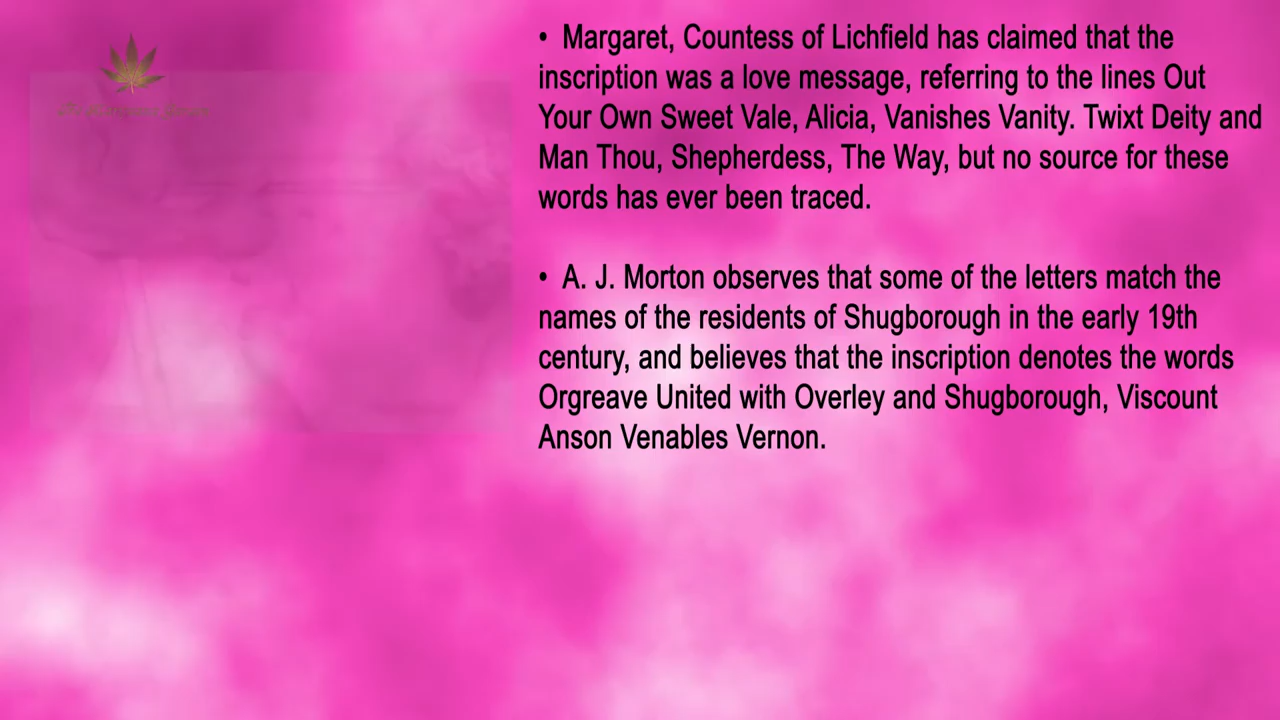 • Margaret, Countess of Lichfield has claimed that the
inscription was a love message, referring to the lines Out
Your Own Sweet Vale, Alicia, Vanishes Vanity. Twixt Deity and
Man Thou, Shepherdess, The Way, but no source for these
words has ever been traced.
• A. J. Morton observes that some of the letters match the
names of the residents of Shugborough in the early 19th
century, and believes that the inscription denotes the words
Orgreave United with Overley and Shugborough, Viscount
Anson Venables Vernon.